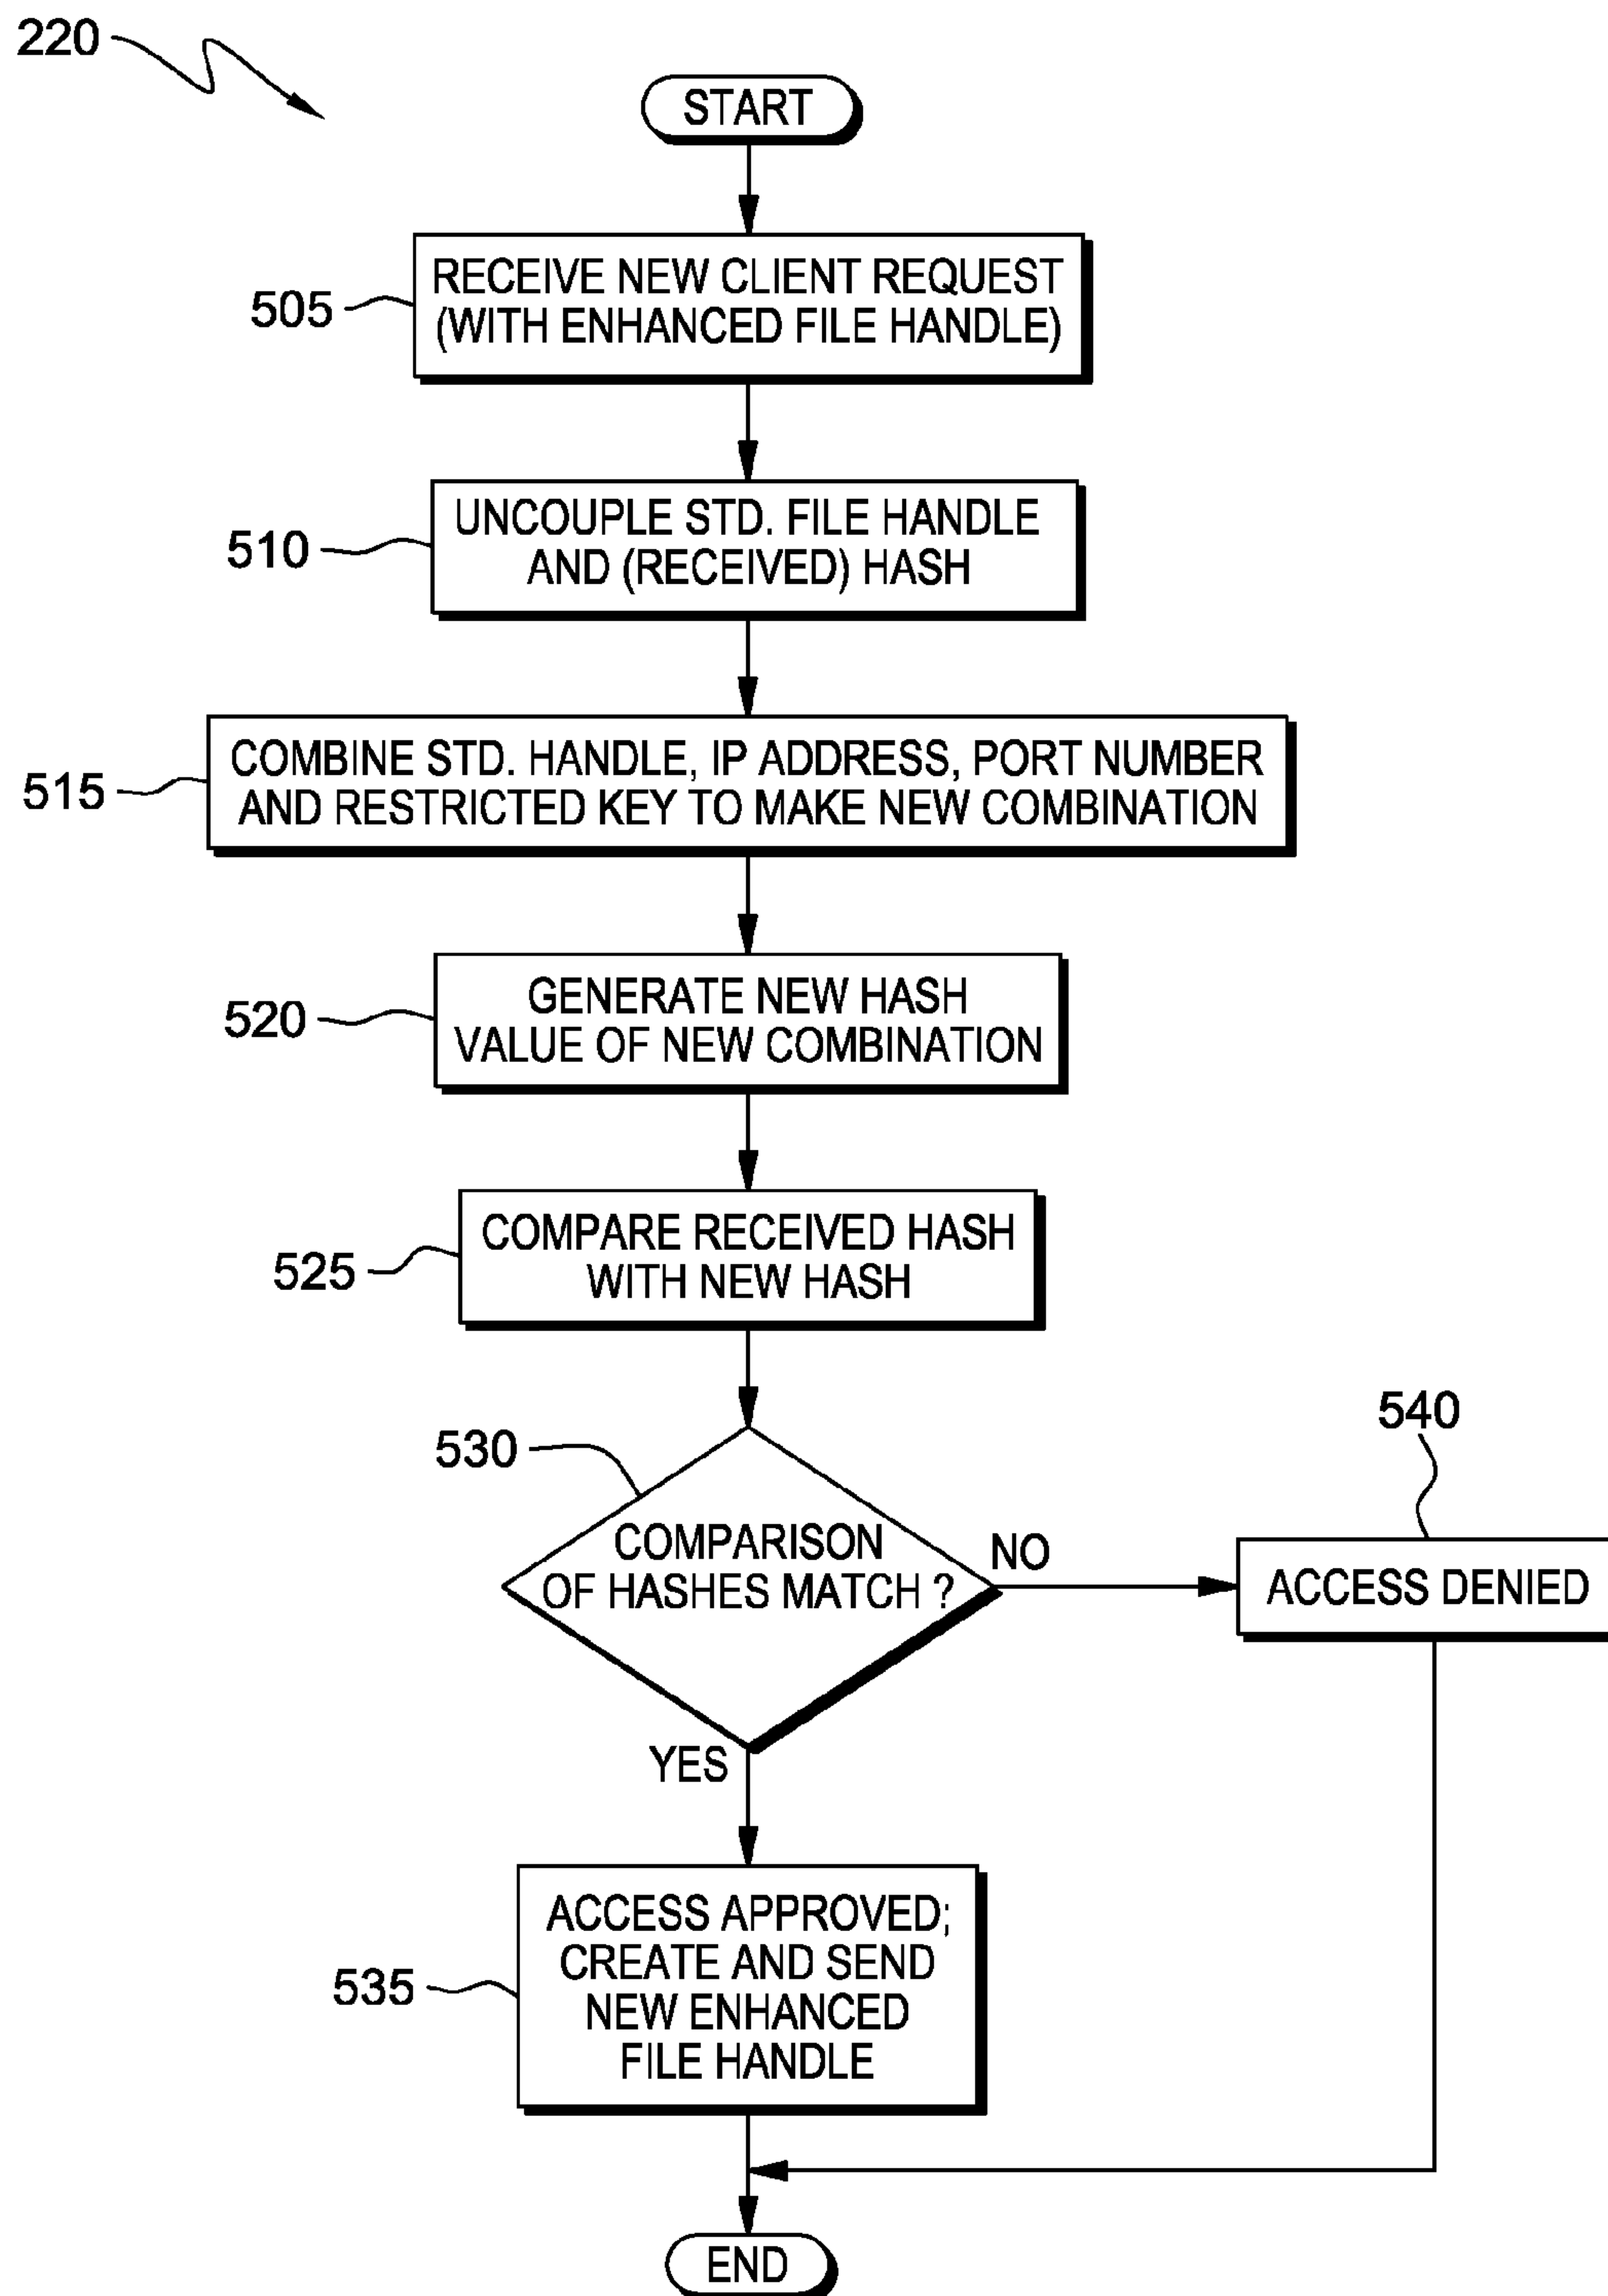 220
START
505
RECEIVE NEW CLIENT REQUEST
(WITH ENHANCED FILE HANDLE)
510
UNCOUPLE STD. FILE HANDLE
AND (RECEIVED) HASH
515
COMBINE STD. HANDLE, IP ADDRESS, PORT NUMBER
AND RESTRICTED KEY TO MAKE NEW COMBINATION
520
GENERATE NEW HASH
VALUE OF NEW COMBINATION
525
COMPARE RECEIVED HASH
WITH NEW HASH
530
COMPARISON
OF HASHES MATCH ?
NO
540
ACCESS DENIED
YES
535
ACCESS APPROVED;
CREATE AND SEND
NEW ENHANCED
FILE HANDLE
END